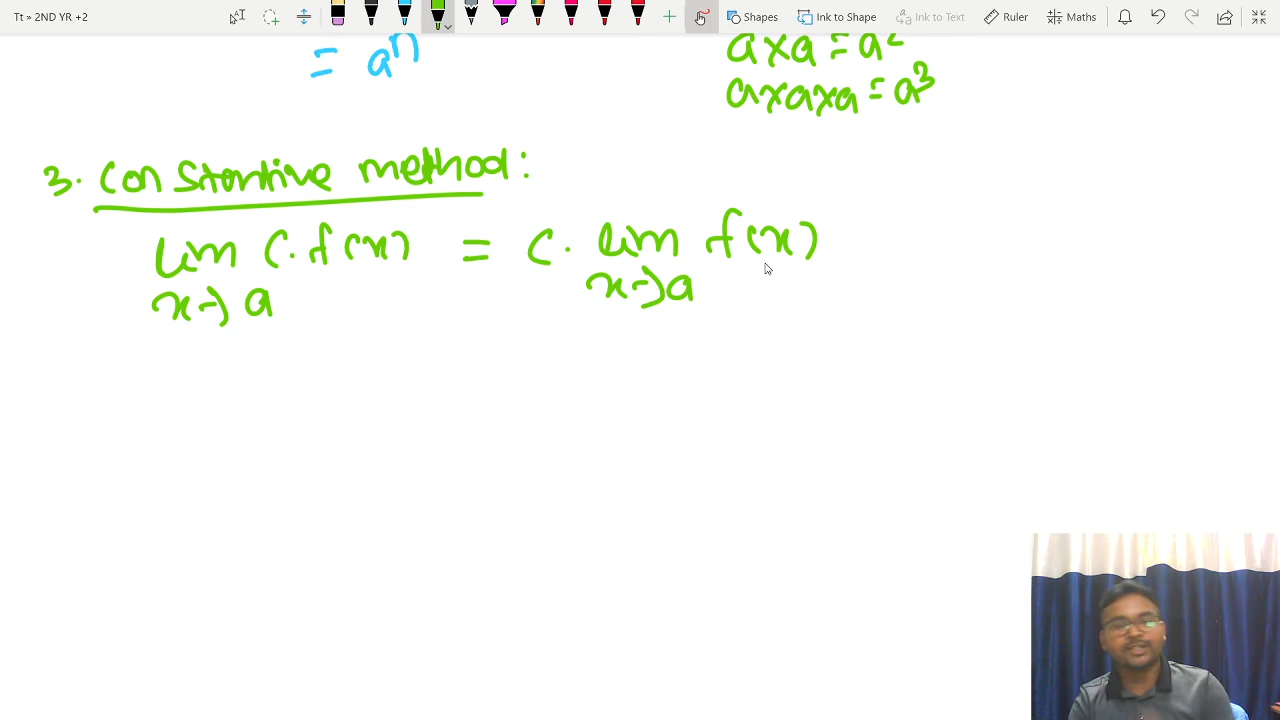 T: > 2ND YR +2
Shapes
Ink to Shape
Ink to Text
Ruler
Maths
= aⁿ
a×a = a²
a×a×a = a³
3. Constantive method:
lim C. f(x) = C. lim f(x)
x→a x→a